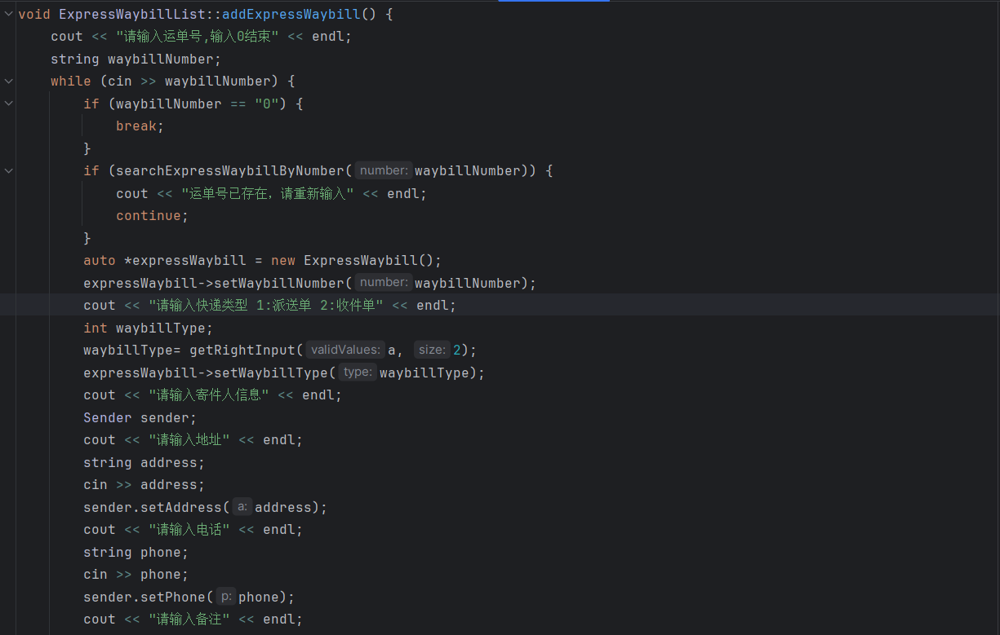 void ExpressWaybillList::addExpressWaybill() {
    cout << "请输入运单号,输入0结束" << endl;
    string waybillNumber;
    while (cin >> waybillNumber) {
        if (waybillNumber == "0") {
            break;
        }
        if (searchExpressWaybillByNumber( number: waybillNumber)) {
            cout << "运单号已存在，请重新输入" << endl;
            continue;
        }
        auto *expressWaybill = new ExpressWaybill();
        expressWaybill->setWaybillNumber( number: waybillNumber);
        cout << "请输入快递类型 1:派送单 2:收件单" << endl;
        int waybillType;
        waybillType= getRightInput( validValues: a, size: 2);
        expressWaybill->setWaybillType( type: waybillType);
        cout << "请输入寄件人信息" << endl;
        Sender sender;
        cout << "请输入地址" << endl;
        string address;
        cin >> address;
        sender.setAddress( a: address);
        cout << "请输入电话" << endl;
        string phone;
        cin >> phone;
        sender.setPhone( p: phone);
        cout << "请输入备注" << endl;